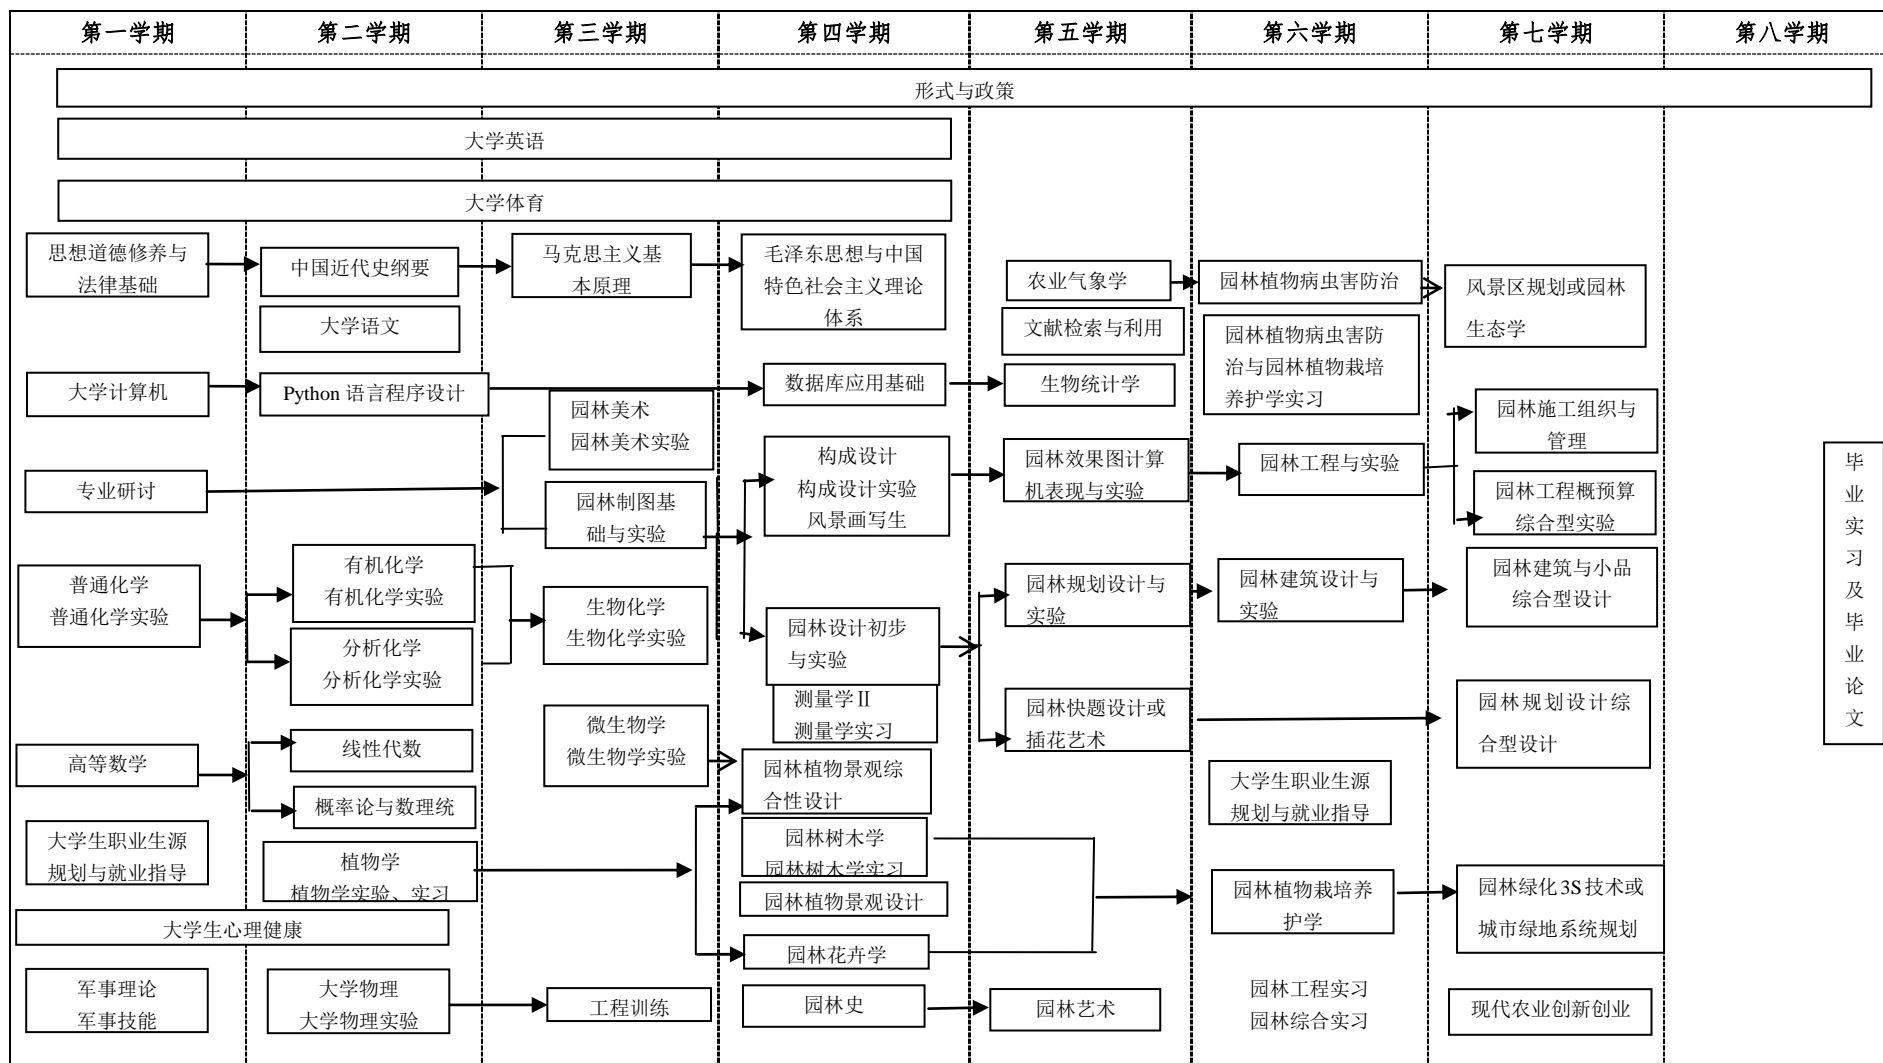 第一学期
第二学期
第三学期
第四学期
第五学期
第六学期
第七学期
第八学期
形式与政策
大学英语
大学体育
思想道德修养与
法律基础
中国近代史纲要
马克思主义基
本原理
毛泽东思想与中国
特色社会主义理论
体系
农业气象学
园林植物病虫害防治
风景区规划或园林
生态学
大学语文
文献检索与利用
园林植物病虫害防
治与园林植物栽培
养护学实习
大学计算机
Python 语言程序设计
数据库应用基础
生物统计学
园林美术
园林美术实验
园林施工组织与
管理
专业研讨
园林制图基
础与实验
构成设计
构成设计实验
风景画写生
园林效果图计算
机表现与实验
园林工程与实验
园林工程概预算
综合型实验
普通化学
普通化学实验
有机化学
有机化学实验
分析化学
分析化学实验
生物化学
生物化学实验
园林设计初步
与实验
测量学Ⅱ
测量学实习
园林规划设计与
实验
园林建筑设计与
实验
园林建筑与小品
综合型设计
高等数学
线性代数
概率论与数理统
微生物学
微生物学实验
园林植物景观综
合性设计
园林快题设计或
插花艺术
园林规划设计综
合型设计
大学生职业生源
规划与就业指导
大学生职业生源
规划与就业指导
植物学
植物学实验、实习
园林树木学
园林树木学实习
园林植物景观设计
园林花卉学
园林植物栽培养
护学
园林绿化 3S 技术或
城市绿地系统规划
大学生心理健康
军事理论
军事技能
大学物理
大学物理实验
工程训练
园林史
园林艺术
园林工程实习
园林综合实习
现代农业创新创业
毕
业
实
习
及
毕
业
论
文